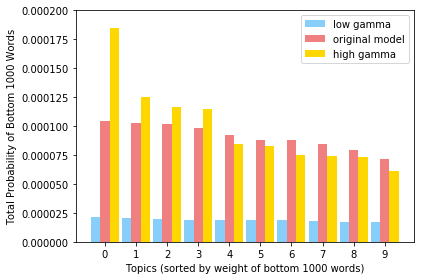 0.000200
0.000175
0.000150
0.000125
0.000100
0.000075
0.000050
0.000025
0.000000
Total Probability of Bottom 1000 Words
low gamma
original model
high gamma
0 1 2 3 4 5 6 7 8 9
Topics (sorted by weight of bottom 1000 words)